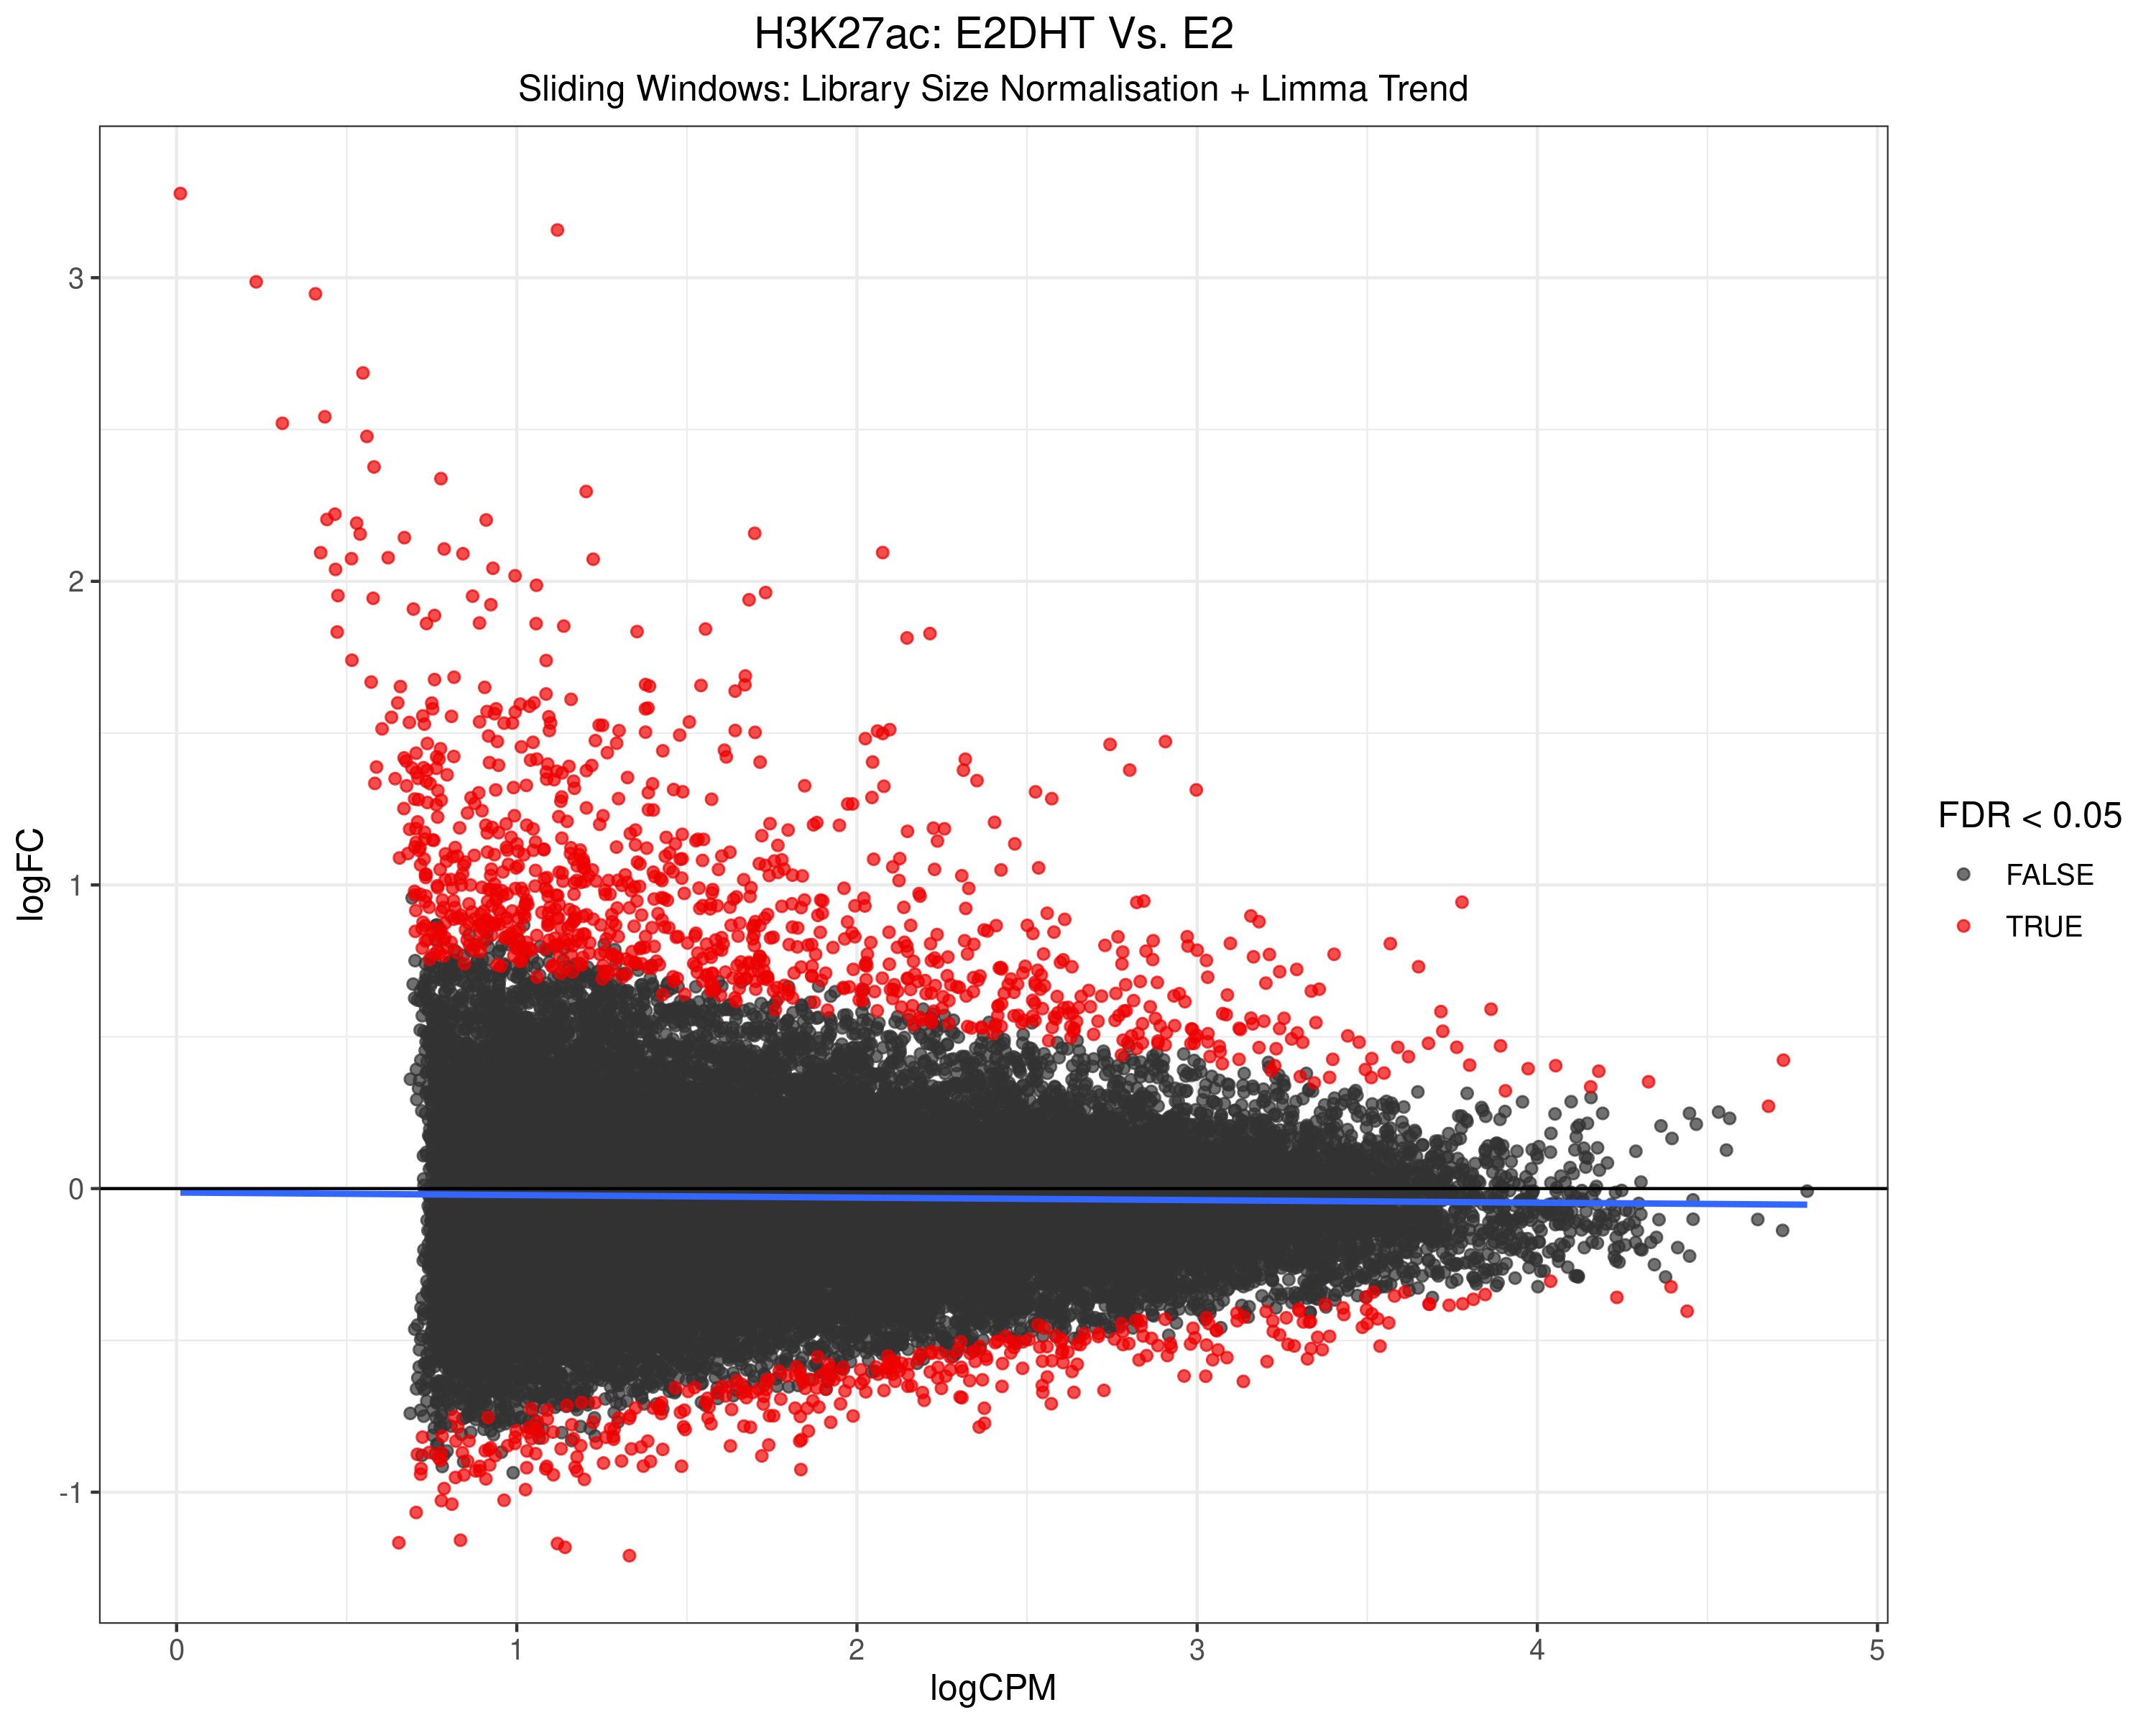 H3K27ac: E2DHT Vs. E2
Sliding Windows: Library Size Normalisation + Limma Trend
3
2
1
0
-1
logFC
0 1 2 3 4 5
logCPM
FDR < 0.05
FALSE
TRUE